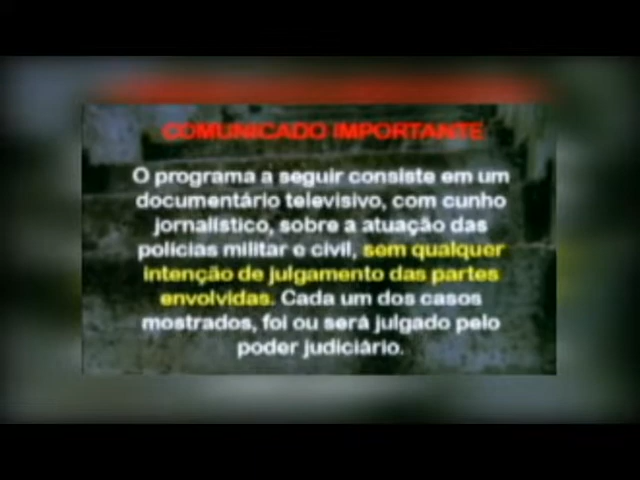 COMUNICADO IMPORTANTE
O programa a seguir consiste em um
documentário televisivo, com cunho
jornalístico, sobre a atuação das
polícias militar e civil, sem qualquer
intenção de julgamento das partes
envolvidas. Cada um dos casos
mostrados, foi ou será julgado pelo
poder judiciário.